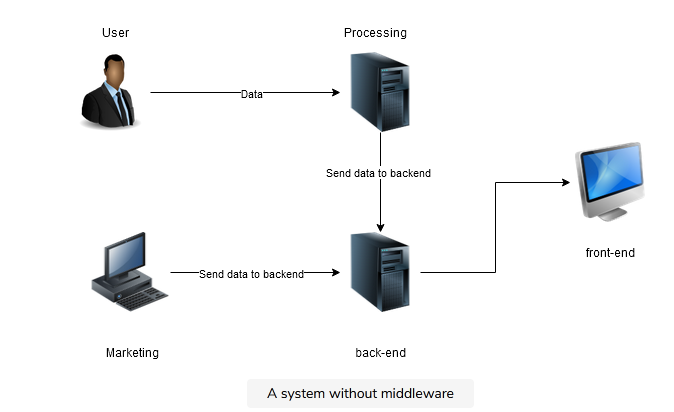 User
Processing
Data
Send data to backend
front-end
Send data to backend
Marketing
back-end
A system without middleware